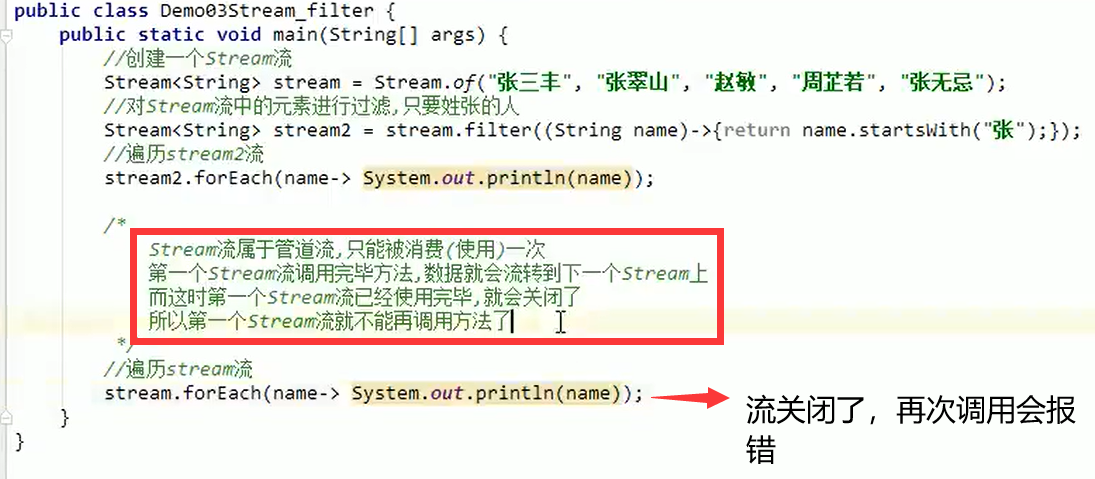 public class Demo03Stream_filter {
public static void main(String[] args) {
//创建一个Stream流
Stream<String> stream = Stream.of("张三丰", "张翠山", "赵敏", "周芷若", "张无忌");
//对Stream流中的元素进行过滤,只要姓张的人
Stream<String> stream2 = stream.filter((String name)->{return name.startsWith("张");});
//遍历stream2流
stream2.forEach(name-> System.out.println(name));
/*
Stream流属于管道流,只能被消费(使用)一次
第一个Stream流调用完毕方法,数据就会流转到下一个Stream上
而这时第一个Stream流已经使用完毕,就会关闭了
所以第一个Stream流就不能再调用方法了
*/
//遍历stream流
stream.forEach(name-> System.out.println(name));
流关闭了，再次调用会报
错
}
}